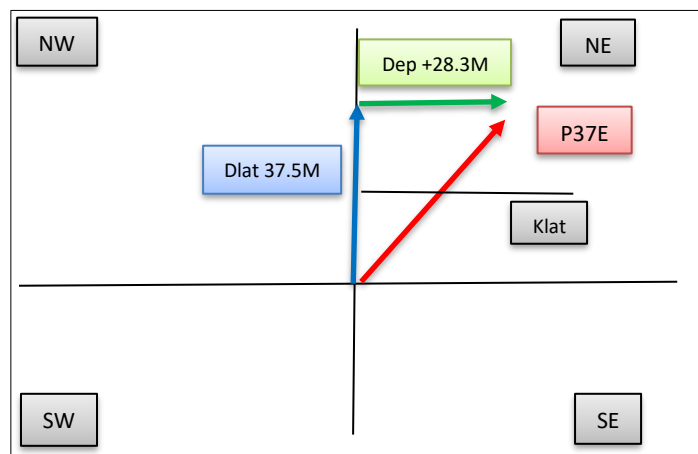 NW
NE
Dep +28.3M
P37E
Dlat 37.5M
Klat
SW
SE